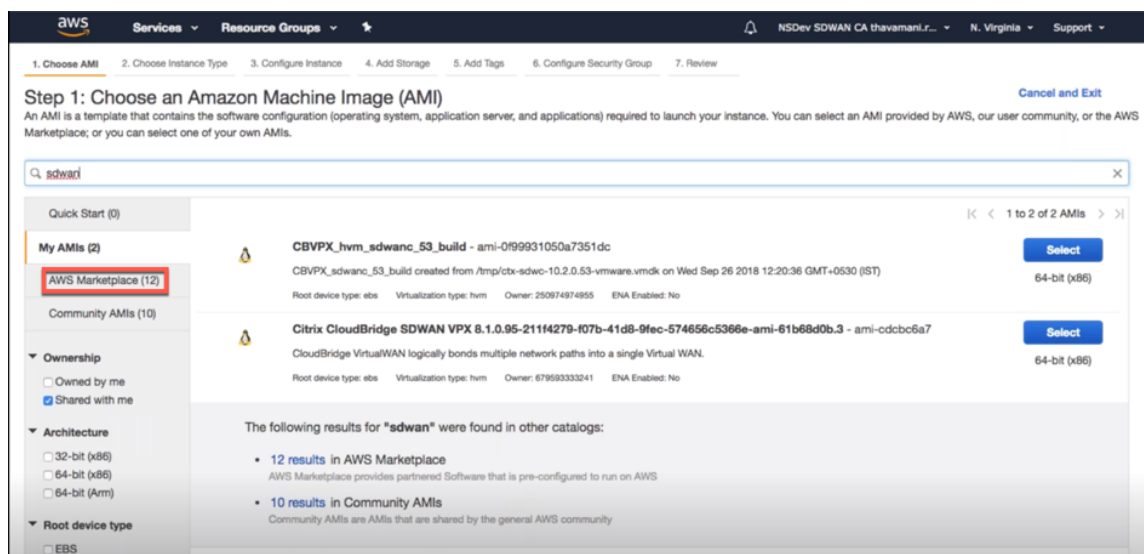 aws Services Resource Groups NSDev SDWAN CA thavamani.r... N. Virginia Support
1. Choose AMI 2. Choose Instance Type 3. Configure Instance 4. Add Storage 5. Add Tags 6. Configure Security Group 7. Review
Step 1: Choose an Amazon Machine Image (AMI)
Cancel and Exit
An AMI is a template that contains the software configuration (operating system, application server, and applications) required to launch your instance. You can select an AMI provided by AWS, our user community, or the AWS
Marketplace; or you can select one of your own AMIs.
sdwan
Quick Start (0)
My AMIs (2)
AWS Marketplace (12)
Community AMIs (10)
Ownership
Owned by me
Shared with me
Architecture
32-bit (x86)
64-bit (x86)
64-bit (Arm)
Root device type
EBS
1 to 2 of 2 AMIs
CBVPX_hvm_sdwanc_53_build - ami-0f99931050a7351dc
Select
CBVPX_sdwanc_53_build created from /tmp/ctx-sdwc-10.2.0.53-vmware.vmdk on Wed Sep 26 2018 12:20:36 GMT+0530 (IST)
64-bit (x86)
Root device type: ebs Virtualization type: hvm Owner: 250974974955 ENA Enabled: No
Citrix CloudBridge SDWAN VPX 8.1.0.95-211f4279-f07b-41d8-9fec-574656c5366e-ami-61b68d0b.3 - ami-cdcbc6a7
Select
CloudBridge VirtualWAN logically bonds multiple network paths into a single Virtual WAN.
64-bit (x86)
Root device type: ebs Virtualization type: hvm Owner: 679593333241 ENA Enabled: No
The following results for "sdwan" were found in other catalogs:
12 results in AWS Marketplace
AWS Marketplace provides partnered Software that is pre-configured to run on AWS
10 results in Community AMIs
Community AMIs are AMIs that are shared by the general AWS community